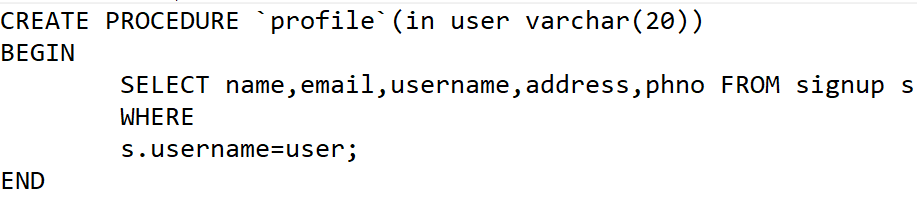 CREATE PROCEDURE `profile`(in user varchar(20))
BEGIN
SELECT name,email,username,address,phno FROM signup s
WHERE
s.username=user;
END